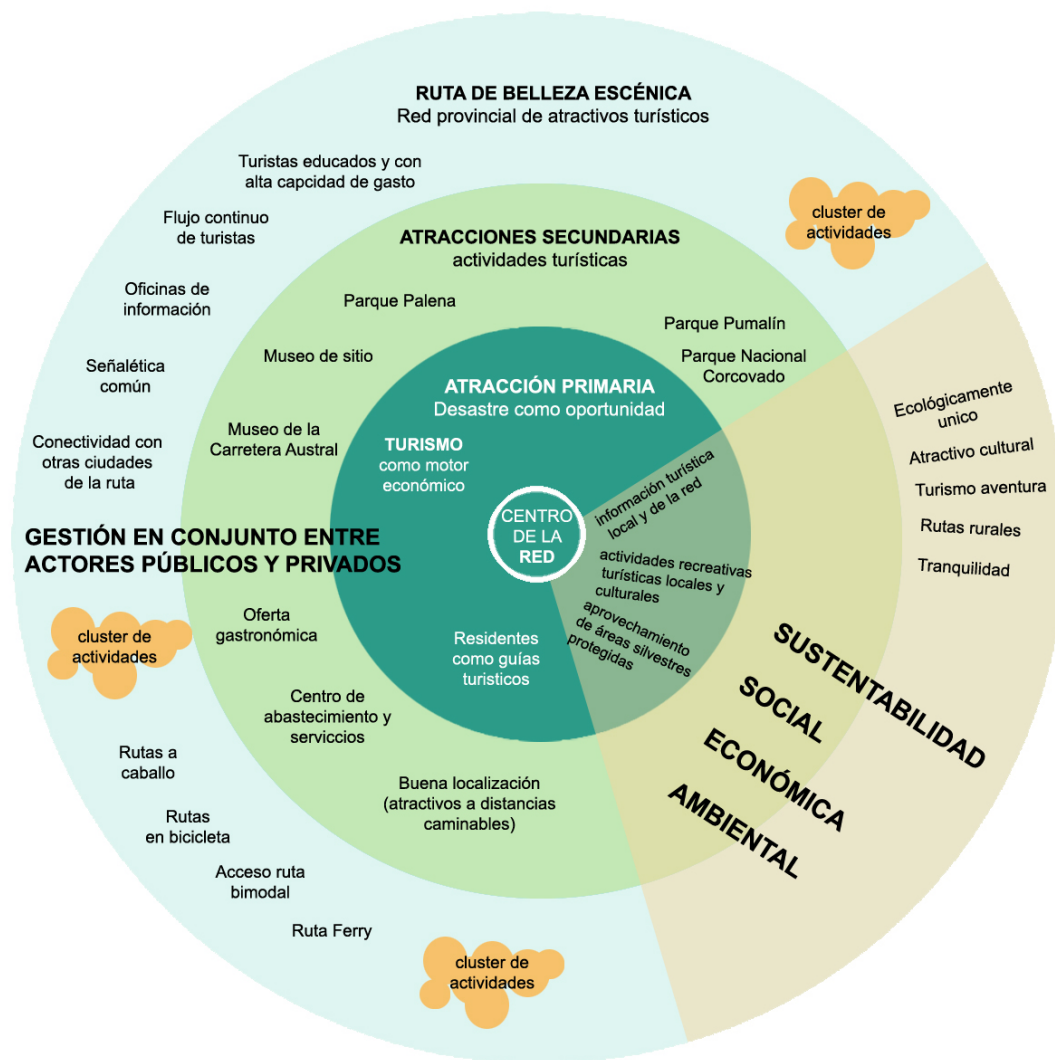 RUTA DE BELLEZA ESCÉNICA
Red provincial de atractivos turísticos
Turistas educados y con
alta capcidad de gasto
Flujo continuo
de turistas
Oficinas de
información
Señalética
común
Conectividad con
otras ciudades
de la ruta
cluster de
actividades
ATRACCIONES SECUNDARIAS
actividades turísticas
Parque Palena
Museo de sitio
Museo de la
Carretera Austral
Parque Pumalín
Parque Nacional
Corcovado
ATRACCIÓN PRIMARIA
Desastre como oportunidad
TURISMO
como motor
económico
CENTRO
DE LA
RED
información turística
local y de la red
actividades recreativas
turísticas locales y
culturales
aprovechamiento
de áreas silvestres
protegidas
Residentes
como guías
turisticos
Ecológicamente
unico
Atractivo cultural
Turismo aventura
Rutas rurales
Tranquilidad
GESTIÓN EN CONJUNTO ENTRE
ACTORES PÚBLICOS Y PRIVADOS
cluster de
actividades
Oferta
gastronómica
Centro de
abastecimiento y
serviccios
Buena localización
(atractivos a distancias
caminables)
SUSTENTABILIDAD
SOCIAL
ECONÓMICA
AMBIENTAL
Rutas a
caballo
Rutas
en bicicleta
Acceso ruta
bimodal
Ruta Ferry
cluster de
actividades